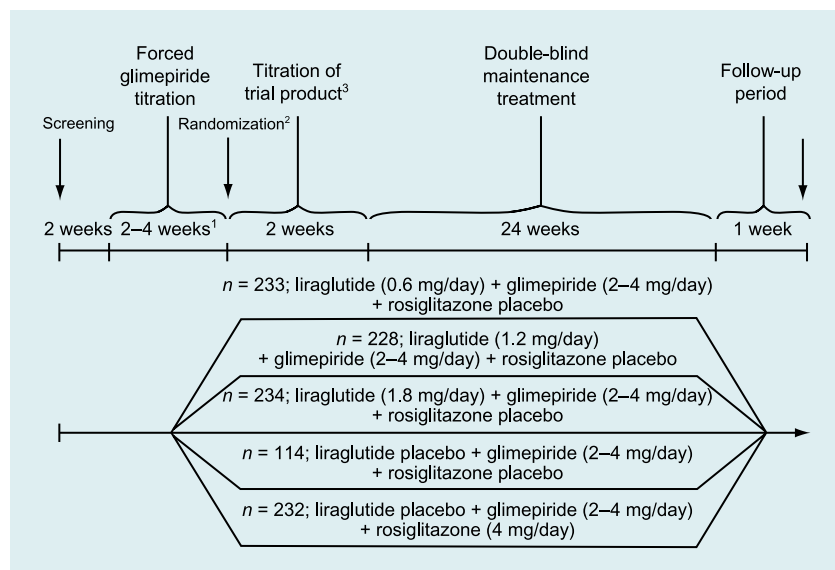 Forced
glimepiride
titration
Titration of
trial product³
Double-blind
maintenance
treatment
Follow-up
period
Screening
Randomization²
2 weeks
2–4 weeks¹
2 weeks
24 weeks
1 week
n = 233; liraglutide (0.6 mg/day) + glimepiride (2–4 mg/day)
+ rosiglitazone placebo
n = 228; liraglutide (1.2 mg/day)
+ glimepiride (2–4 mg/day) + rosiglitazone placebo
n = 234; liraglutide (1.8 mg/day) + glimepiride (2–4 mg/day)
+ rosiglitazone placebo
n = 114; liraglutide placebo + glimepiride (2–4 mg/day)
+ rosiglitazone placebo
n = 232; liraglutide placebo + glimepiride (2–4 mg/day)
+ rosiglitazone (4 mg/day)